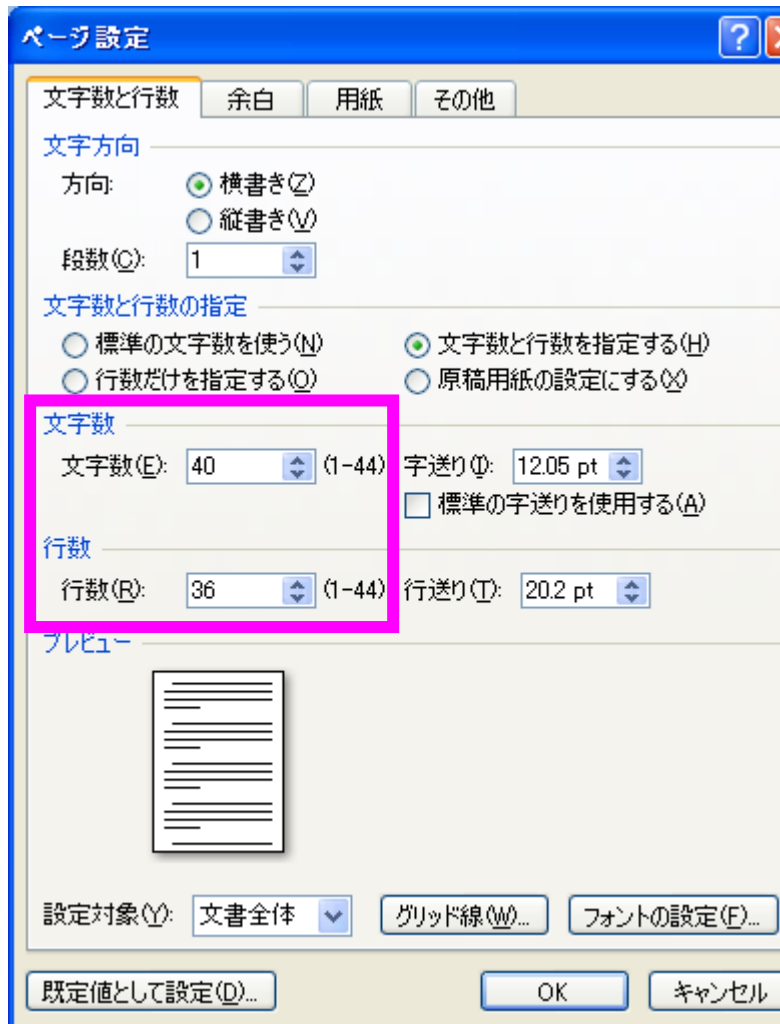 ページ設定
文字数と行数 余白 用紙 その他
文字方向
方向: 横書き(Z)
縦書き(V)
段数(C): 1
文字数と行数の指定
標準の文字数を使う(N) 文字数と行数を指定する(H)
行数だけを指定する(O) 原稿用紙の設定にする(X)
文字数
文字数(E): 40 (1-44) 字送り(I): 12.05 pt
標準の字送りを使用する(A)
行数
行数(R): 36 (1-44) 行送り(T): 20.2 pt
プレビュー
設定対象(Y): 文書全体 グリッド線(W)... フォントの設定(F)...
既定値として設定(D)... OK キャンセル